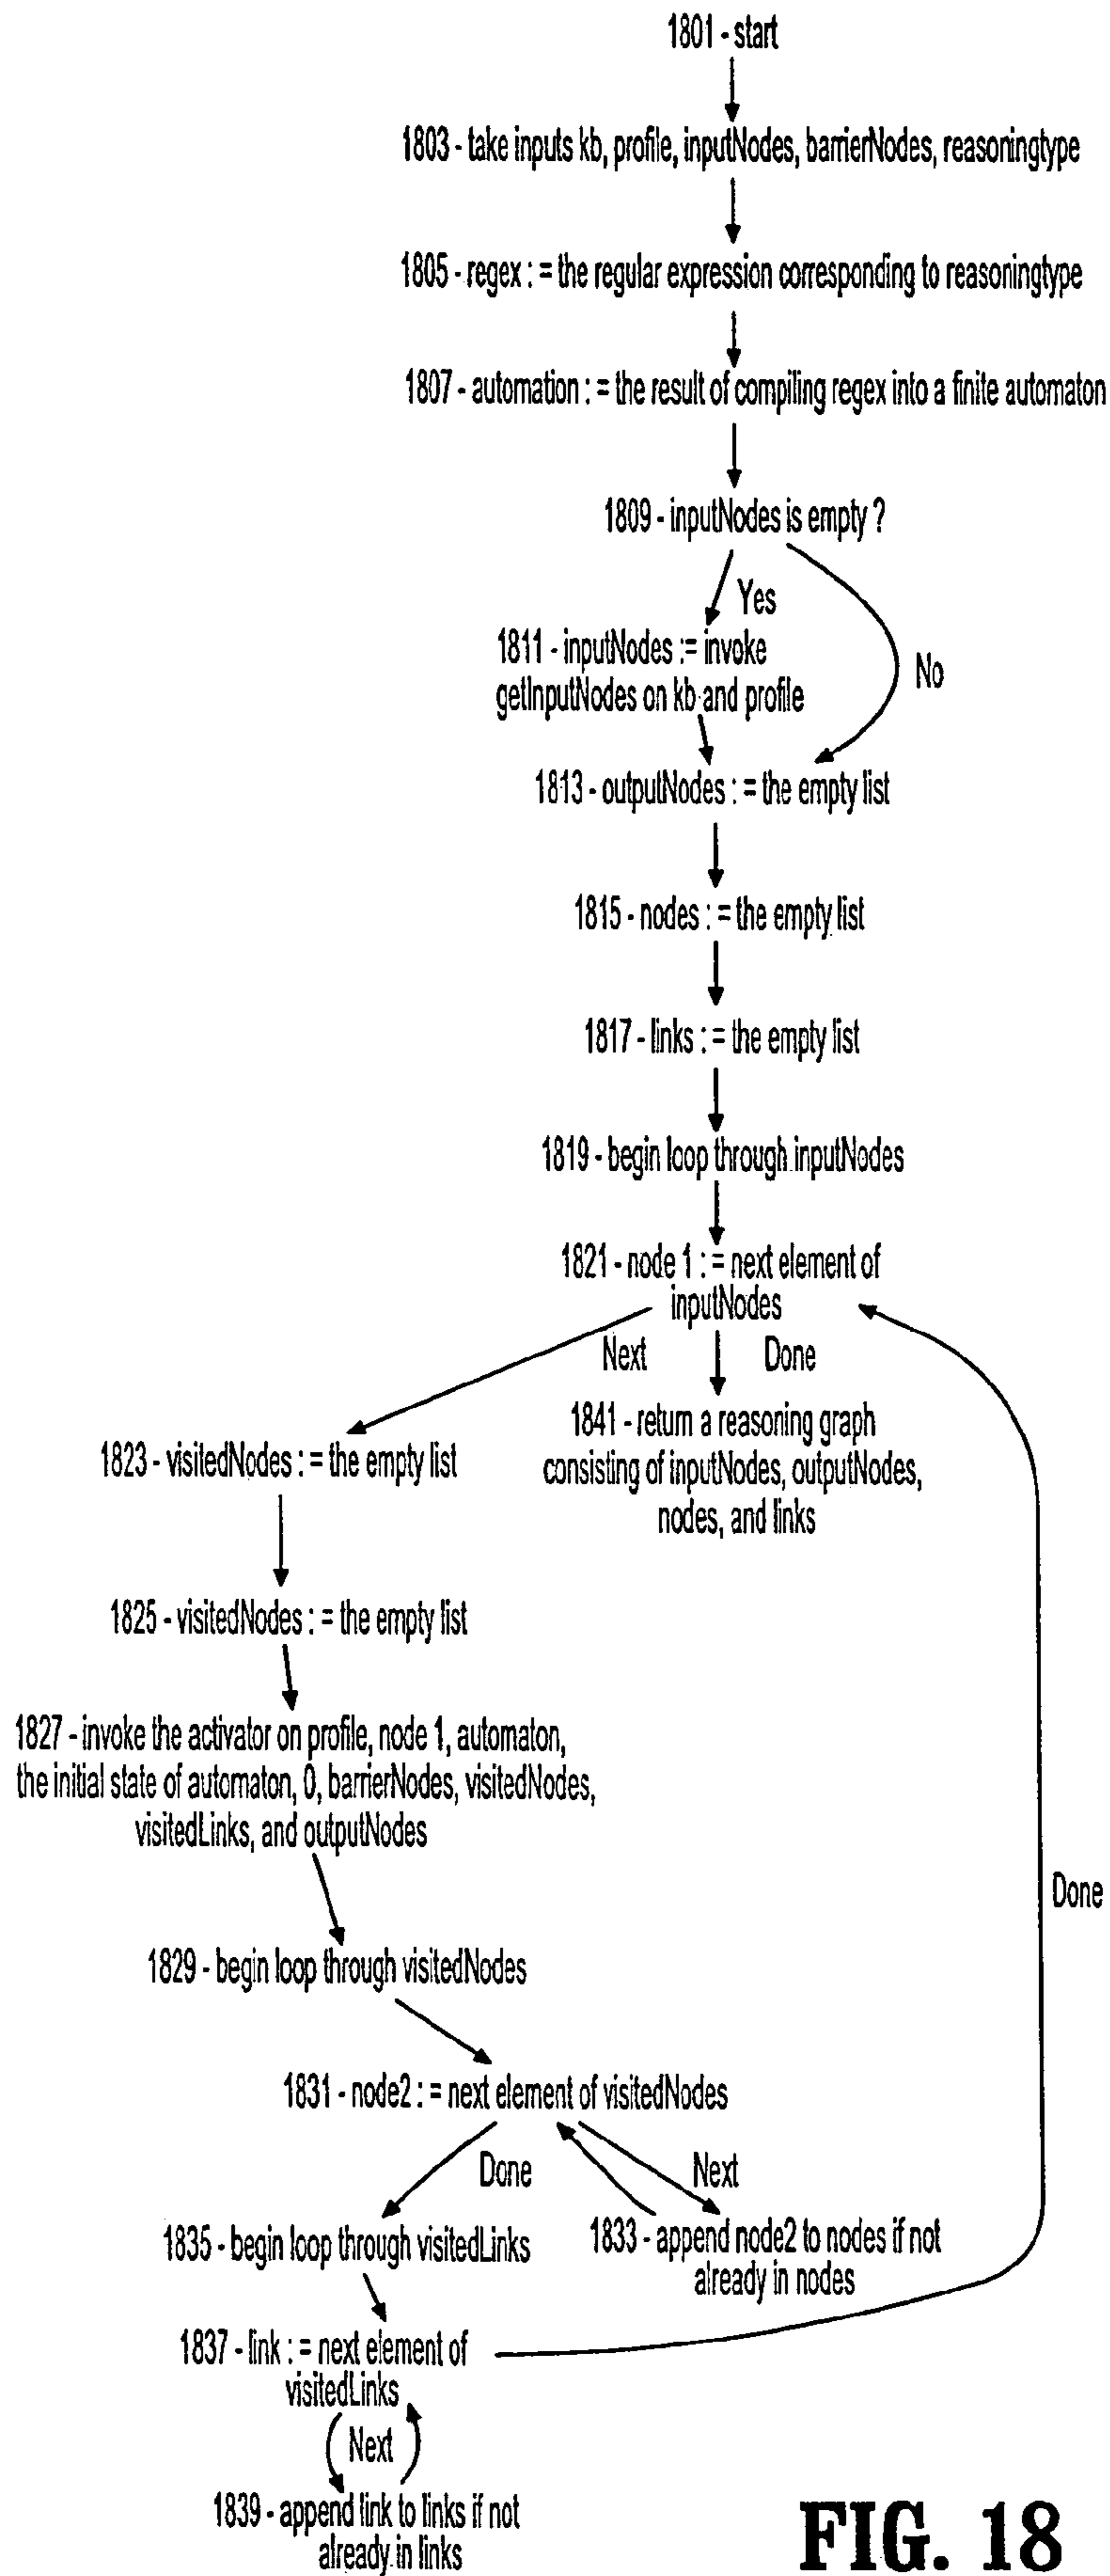 1801 - start
1803 - take inputs kb, profile, inputNodes, barrierNodes, reasoningtype
1805 - regex : = the regular expression corresponding to reasoningtype
1807 - automation : = the result of compiling regex into a finite automaton
1809 - inputNodes is empty ?
Yes
1811 - inputNodes := invoke
getInputNodes on kb and profile
No
1813 - outputNodes : = the empty list
1815 - nodes : = the empty list
1817 - links : = the empty list
1819 - begin loop through inputNodes
1821 - node 1 : = next element of
inputNodes
Next
Done
1841 - return a reasoning graph
consisting of inputNodes, outputNodes,
nodes, and links
1823 - visitedNodes : = the empty list
1825 - visitedNodes : = the empty list
1827 - invoke the activator on profile, node 1, automaton,
the initial state of automaton, 0, barrierNodes, visitedNodes,
visitedLinks, and outputNodes
Done
1829 - begin loop through visitedNodes
1831 - node2 : = next element of visitedNodes
Done
Next
1835 - begin loop through visitedLinks
1833 - append node2 to nodes if not
already in nodes
1837 - link : = next element of
visitedLinks
Next
1839 - append link to links if not
already in links
FIG. 18